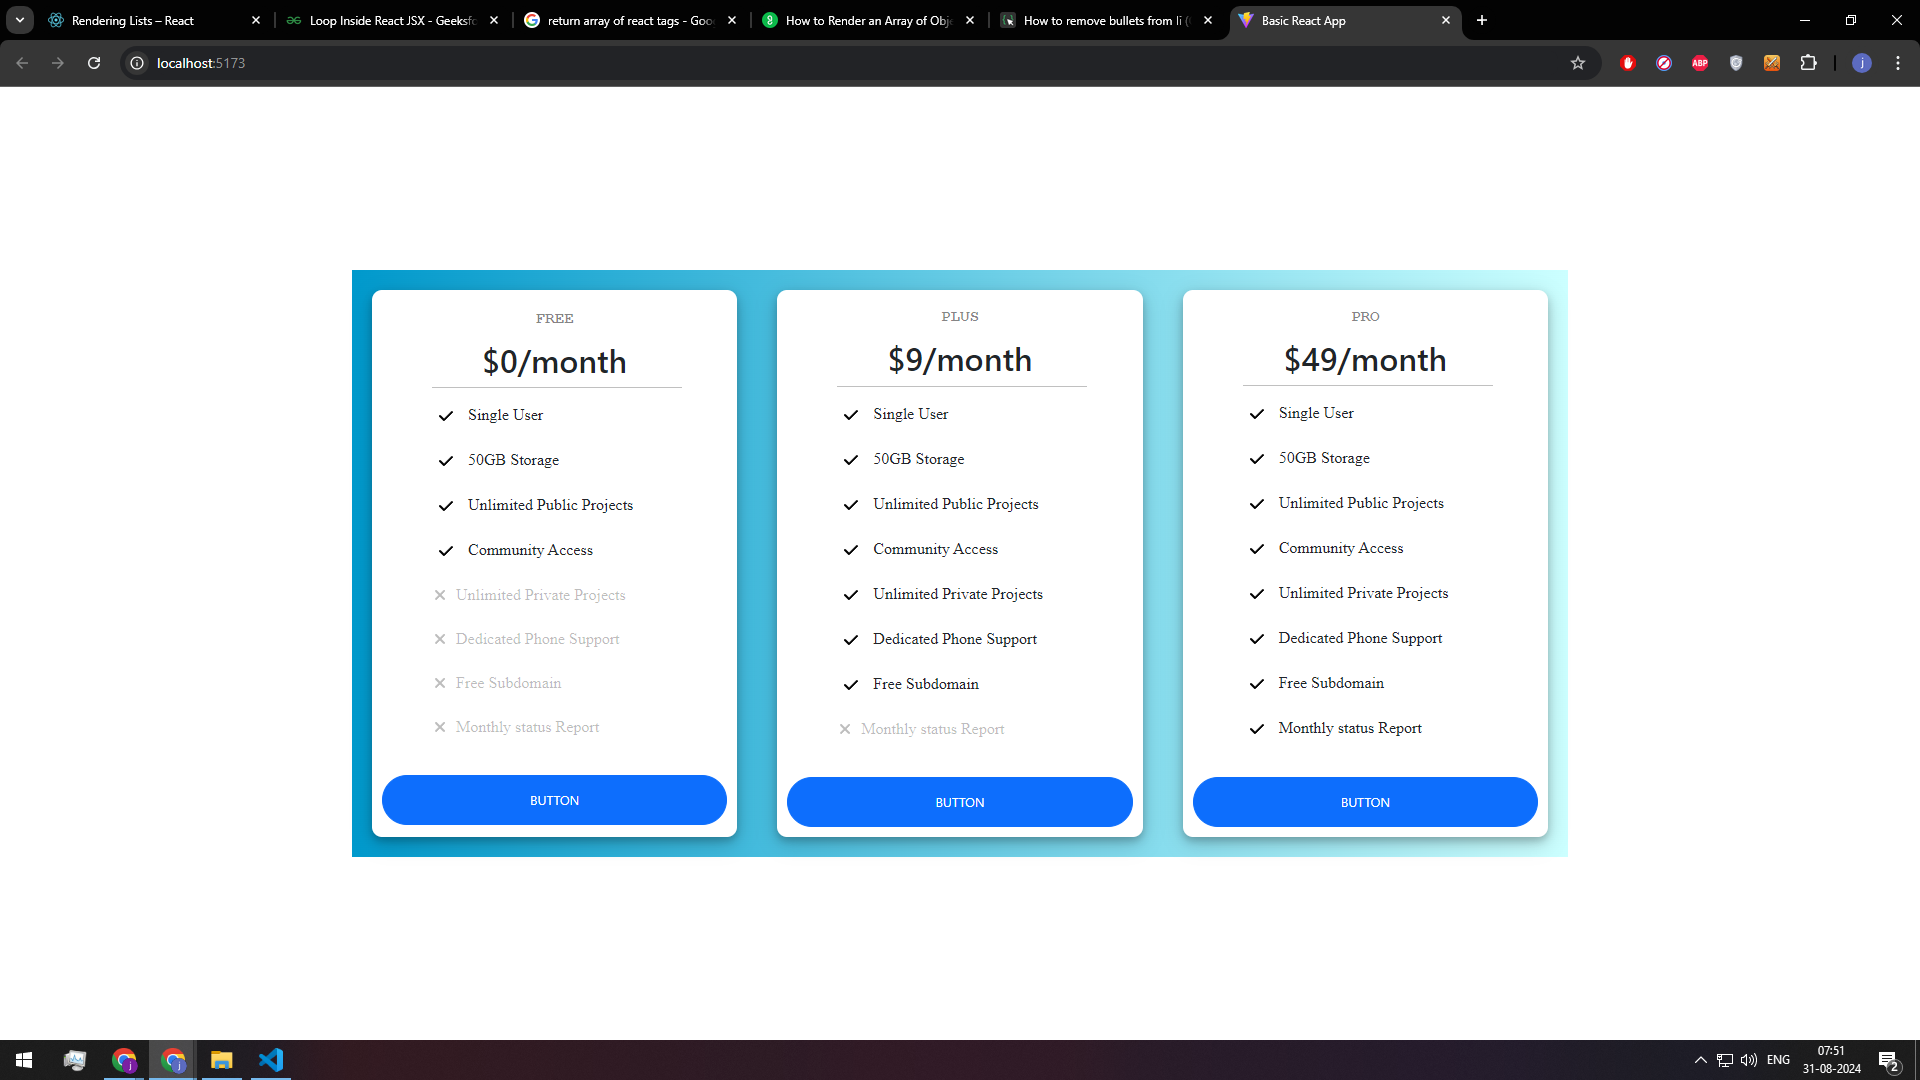 Rendering Lists – React
Loop Inside React JSX - Geeksfo
return array of react tags - Goo
How to Render an Array of Obje
How to remove bullets from li (
Basic React App
localhost:5173
ABP
j
FREE
$0/month
Single User
50GB Storage
Unlimited Public Projects
Community Access
Unlimited Private Projects
Dedicated Phone Support
Free Subdomain
Monthly status Report
BUTTON
PLUS
$9/month
Single User
50GB Storage
Unlimited Public Projects
Community Access
Unlimited Private Projects
Dedicated Phone Support
Free Subdomain
Monthly status Report
BUTTON
PRO
$49/month
Single User
50GB Storage
Unlimited Public Projects
Community Access
Unlimited Private Projects
Dedicated Phone Support
Free Subdomain
Monthly status Report
BUTTON
j
j
ENG
07:51
31-08-2024
2